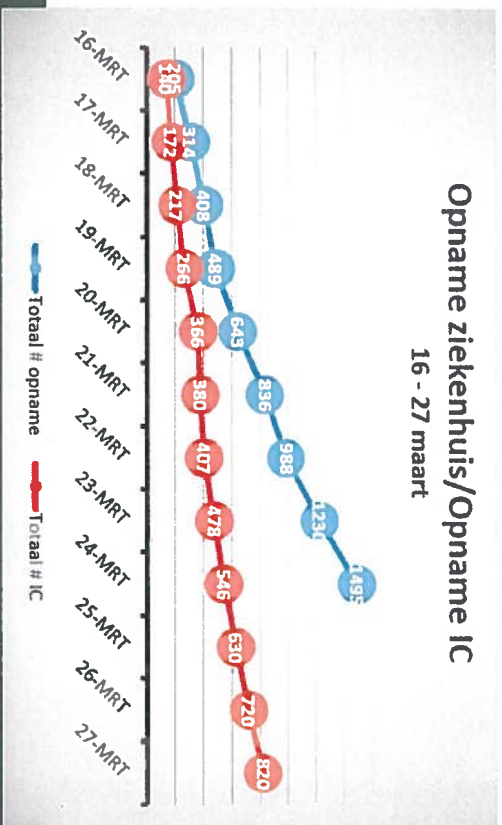 Opname ziekenhuis/Opname IC
16 - 27 maart
314
408
489
643
836
988
1230
1495
172
217
266
366
380
407
478
546
630
720
820
16-MRT
17-MRT
18-MRT
19-MRT
20-MRT
21-MRT
22-MRT
23-MRT
24-MRT
25-MRT
26-MRT
27-MRT
Totaal # opname
Totaal # IC